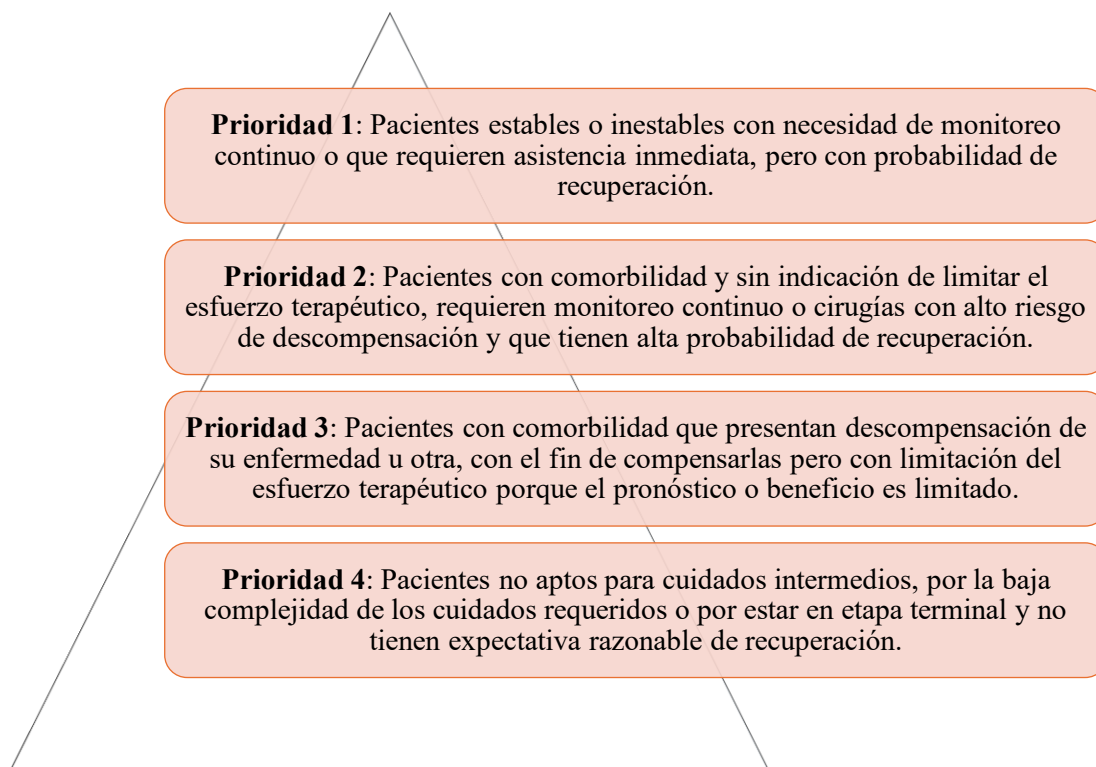 Prioridad 1: Pacientes estables o inestables con necesidad de monitoreo
continuo o que requieren asistencia inmediata, pero con probabilidad de
recuperación.
Prioridad 2: Pacientes con comorbilidad y sin indicación de limitar el
esfuerzo terapéutico, requieren monitoreo continuo o cirugías con alto riesgo
de descompensación y que tienen alta probabilidad de recuperación.
Prioridad 3: Pacientes con comorbilidad que presentan descompensación de
su enfermedad u otra, con el fin de compensarlas pero con limitación del
esfuerzo terapéutico porque el pronóstico o beneficio es limitado.
Prioridad 4: Pacientes no aptos para cuidados intermedios, por la baja
complejidad de los cuidados requeridos o por estar en etapa terminal y no
tienen expectativa razonable de recuperación.